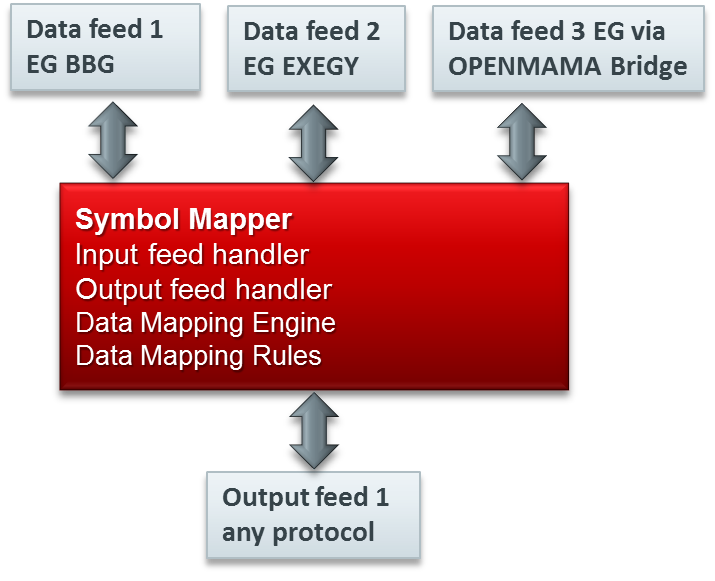 Data feed 1
EG BBG
Data feed 2
EG EXEGY
Data feed 3 EG via
OPENMAMA Bridge
Symbol Mapper
Input feed handler
Output feed handler
Data Mapping Engine
Data Mapping Rules
Output feed 1
any protocol